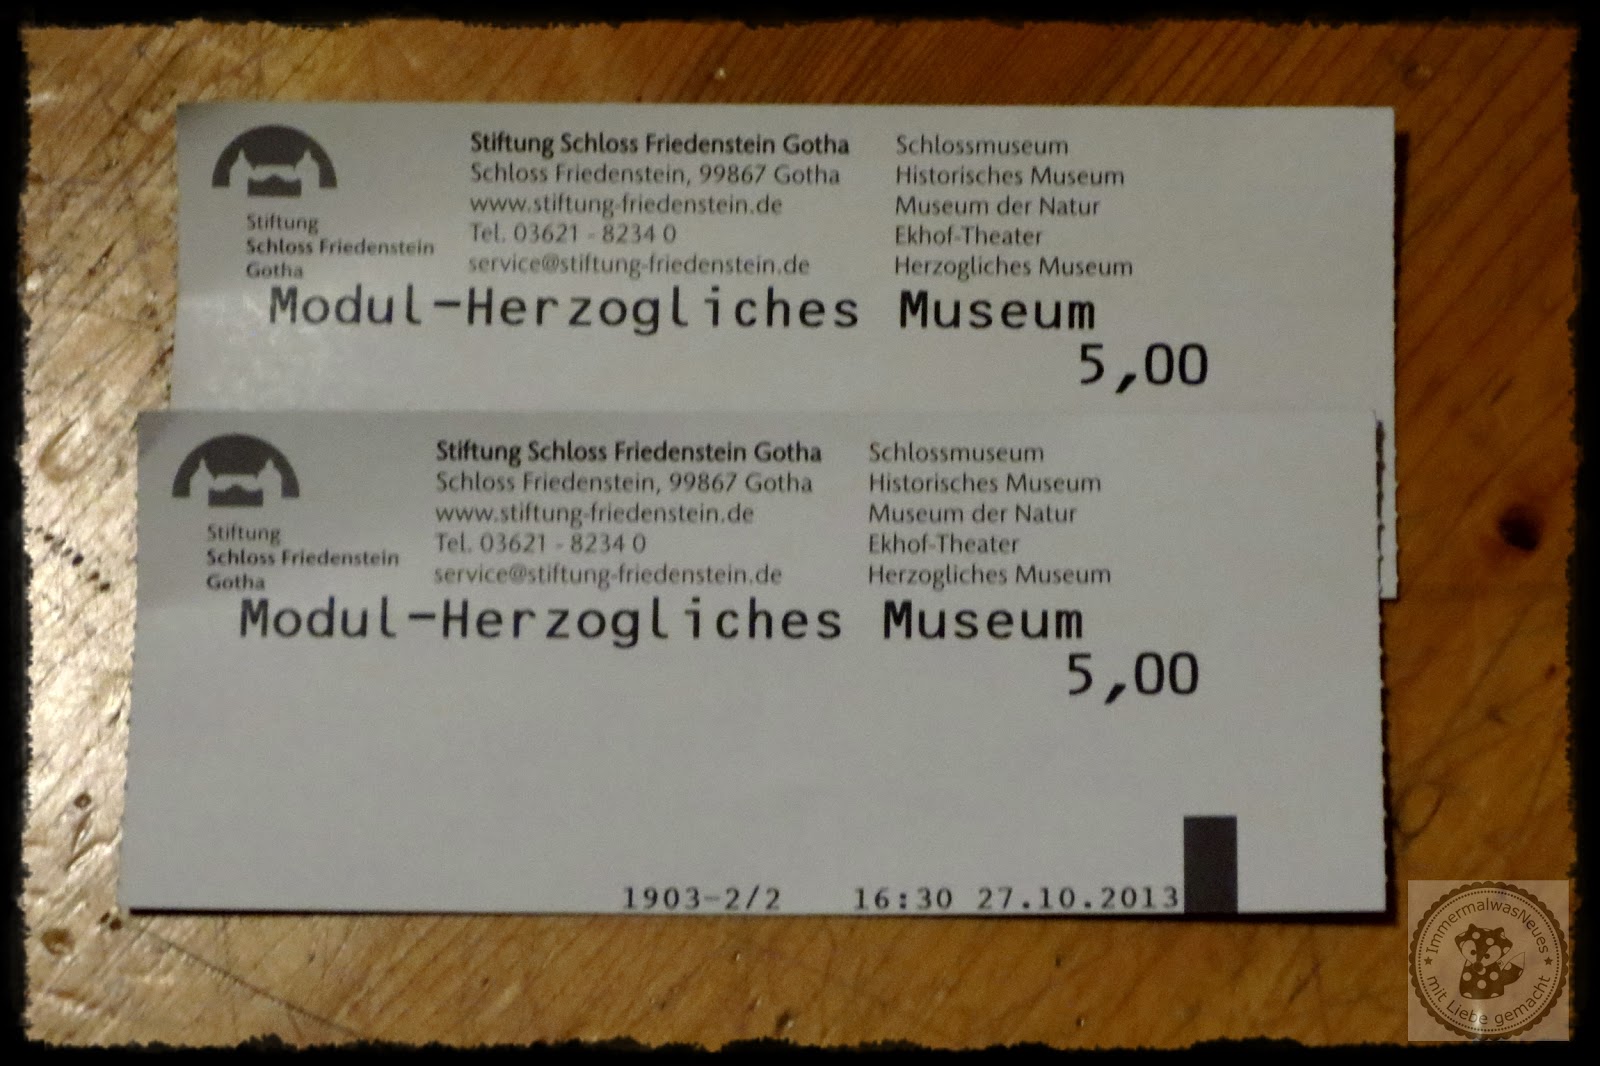 Stiftung
Schloss Friedenstein
Gotha
Stiftung Schloss Friedenstein Gotha
Schloss Friedenstein, 99867 Gotha
www.stiftung-friedenstein.de
Tel. 03621 - 8234 0
service@stiftung-friedenstein.de
Schlossmuseum
Historisches Museum
Museum der Natur
Ekhof-Theater
Herzogliches Museum
Modul-Herzogliches Museum
5,00
Stiftung
Schloss Friedenstein
Gotha
Stiftung Schloss Friedenstein Gotha
Schloss Friedenstein, 99867 Gotha
www.stiftung-friedenstein.de
Tel. 03621 - 8234 0
service@stiftung-friedenstein.de
Schlossmuseum
Historisches Museum
Museum der Natur
Ekhof-Theater
Herzogliches Museum
Modul-Herzogliches Museum
5,00
1903-2/2 16:30 27.10.2013
ImmermalwasNeues
mit Liebe gemacht